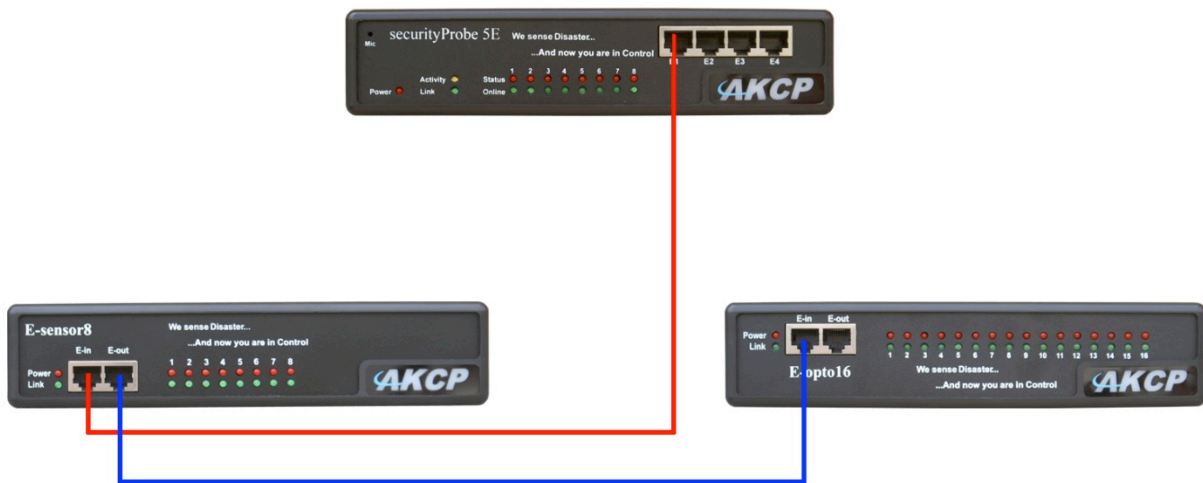 securityProbe 5E
We sense Disaster...
...And now you are in Control
Mic
E1 E2 E3 E4
1 2 3 4 5 6 7 8
Activity Status
Power Link Online
AKCP
E-sensor8
We sense Disaster...
...And now you are in Control
E-in E-out
1 2 3 4 5 6 7 8
Power
Link
AKCP
E-in E-out
Power
Link
1 2 3 4 5 6 7 8 9 10 11 12 13 14 15 16
E-opto16
We sense Disaster...
...And now you are in Control
AKCP